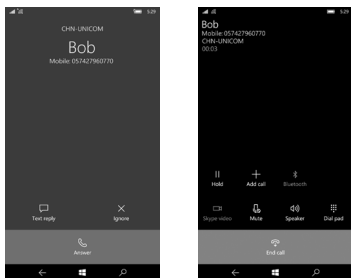 5:29
CHN-UNICOM
Bob
Mobile: 057427960770
Text reply
Ignore
Answer
5:29
Bob
Mobile: 057427960770
CHN-UNICOM
00:03
Hold
Add call
Bluetooth
Skype video
Mute
Speaker
Dial pad
End call